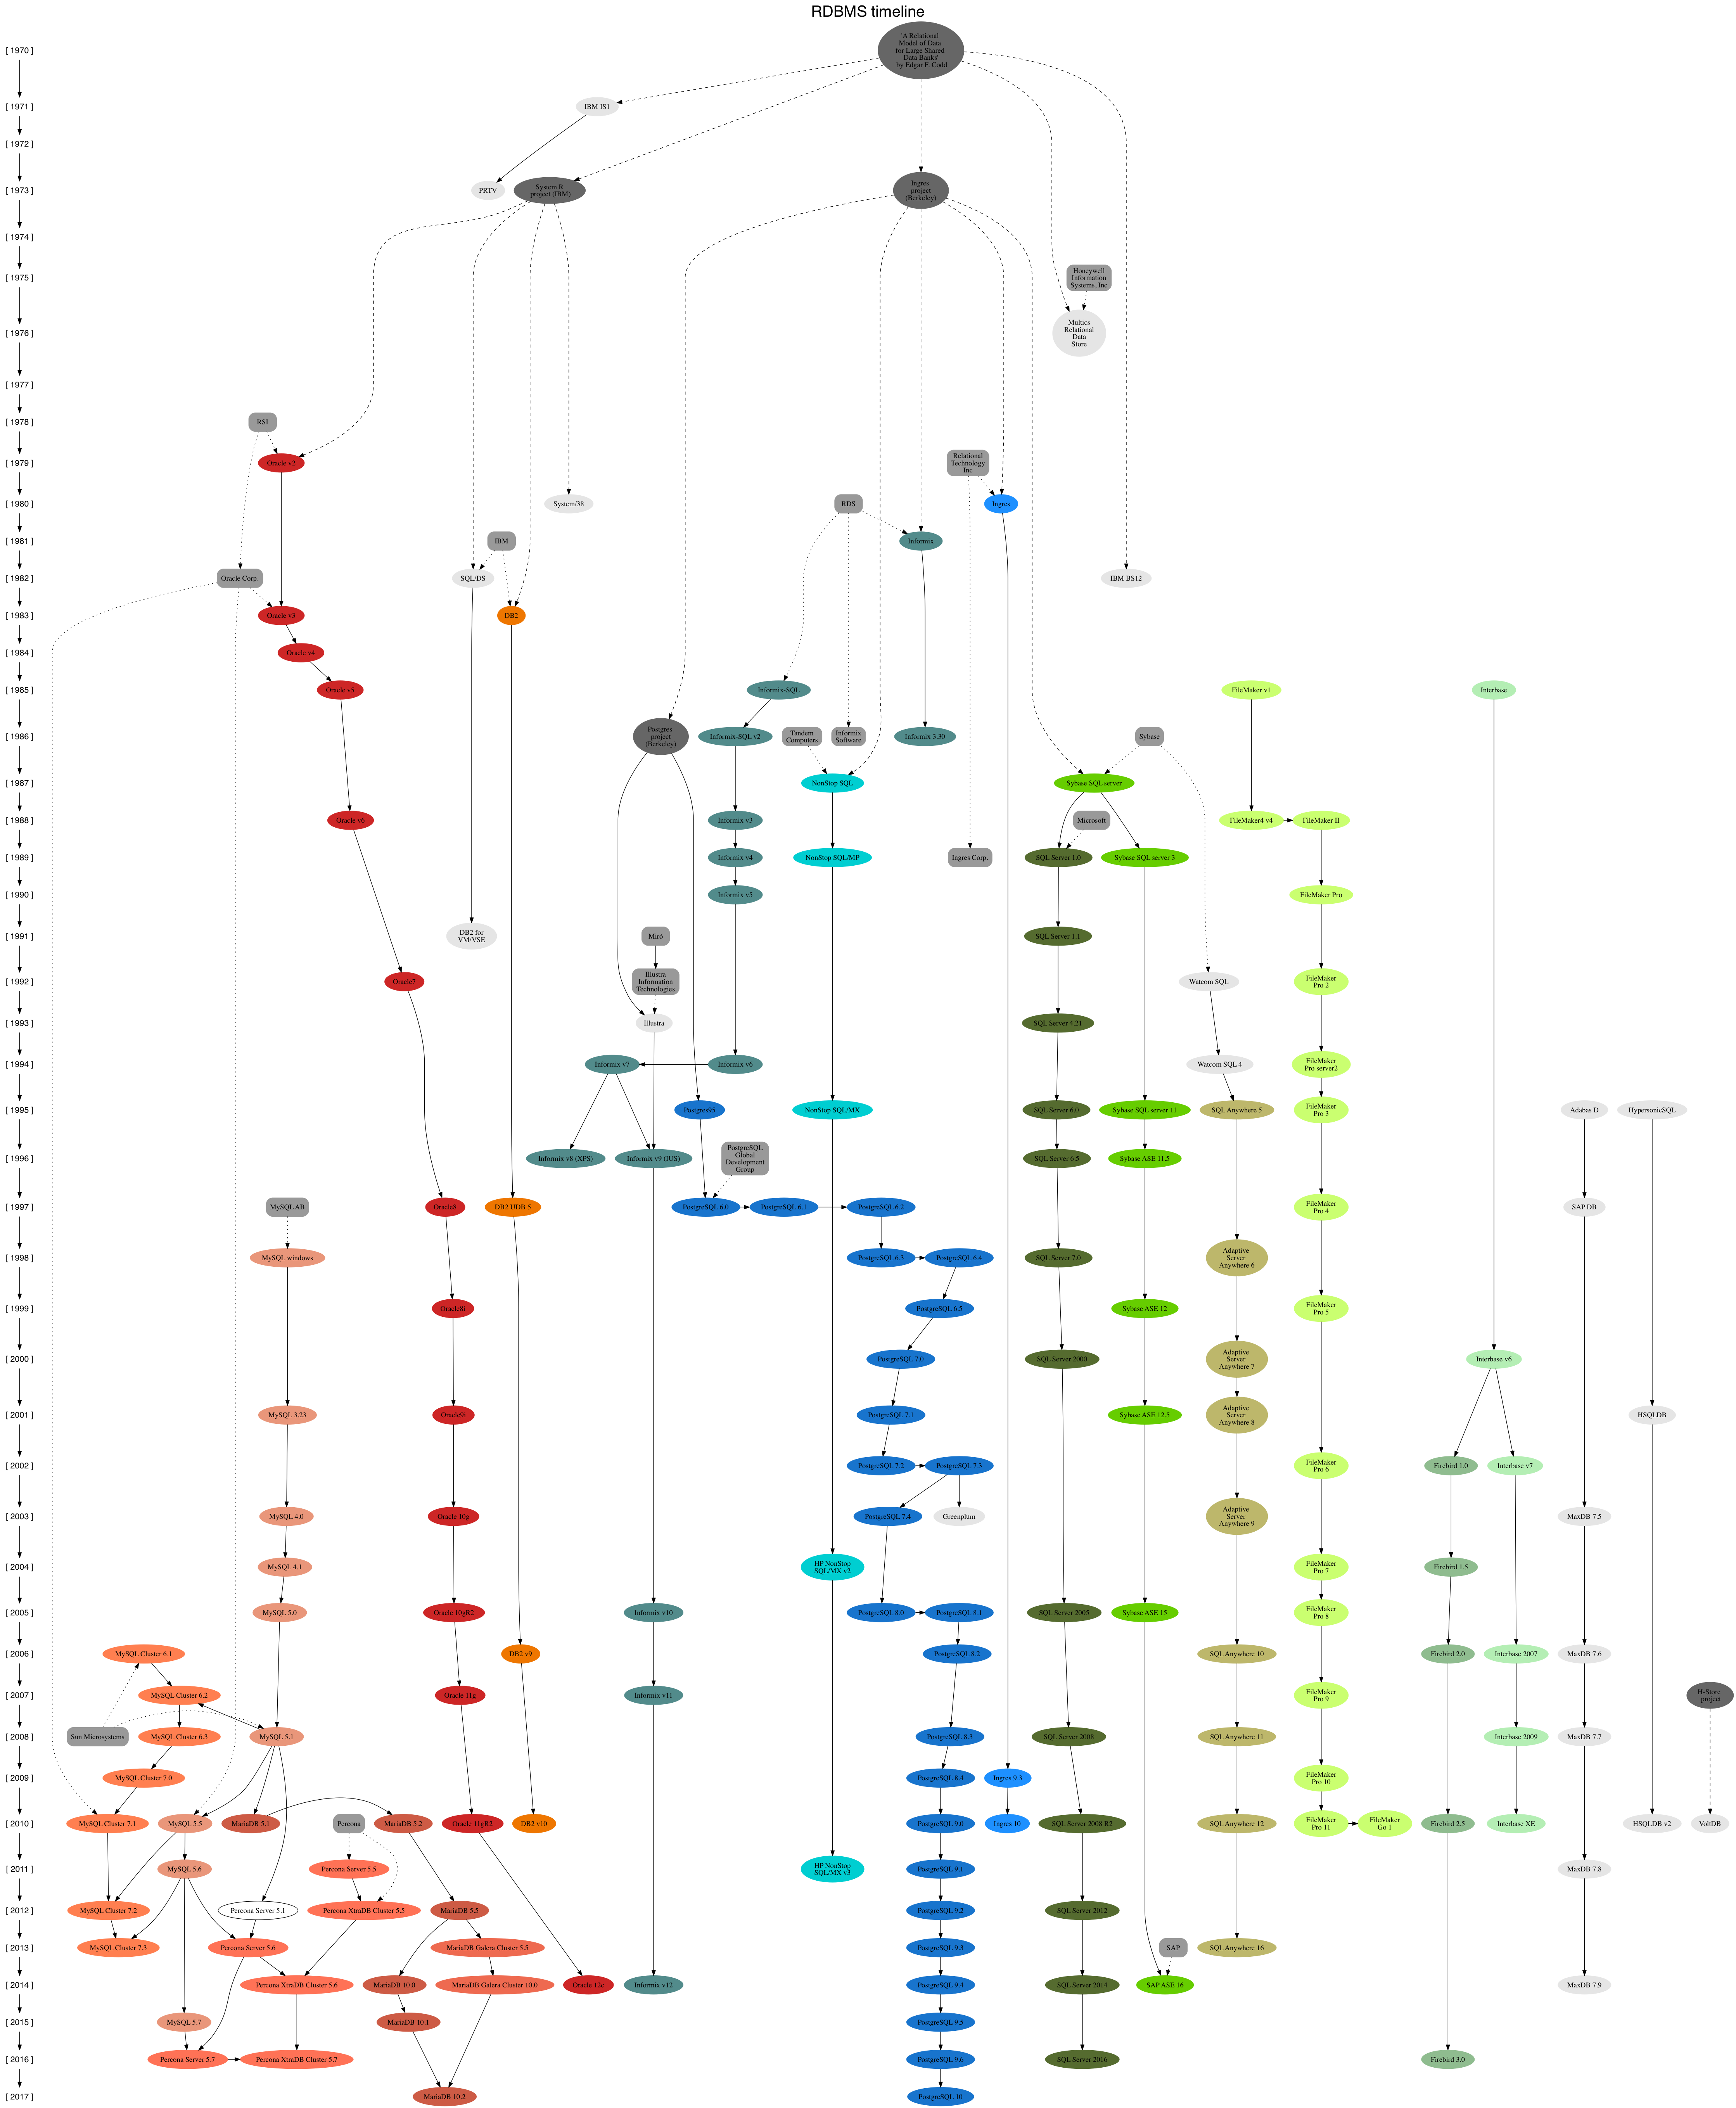 RDBMS timeline
'A Relational
Model of Data
for Large Shared
Data Banks'
by Edgar F. Codd
[ 1970 ]
[ 1971 ]
IBM IS1
[ 1972 ]
[ 1973 ]
PRTV
System R
project (IBM)
Ingres
project
(Berkeley)
[ 1974 ]
[ 1975 ]
Honeywell
Information
Systems, Inc
[ 1976 ]
Multics
Relational
Data
Store
[ 1977 ]
[ 1978 ]
RSI
[ 1979 ]
Oracle v2
Relational
Technology
Inc
[ 1980 ]
System/38
RDS
Ingres
[ 1981 ]
IBM
Informix
[ 1982 ]
Oracle Corp.
SQL/DS
IBM BS12
[ 1983 ]
Oracle v3
DB2
[ 1984 ]
Oracle v4
[ 1985 ]
Oracle v5
Informix-SQL
FileMaker v1
Interbase
[ 1986 ]
Postgres
project
(Berkeley)
Informix-SQL v2
Tandem
Computers
Informix
Software
Informix 3.30
Sybase
[ 1987 ]
NonStop SQL
Sybase SQL server
[ 1988 ]
Oracle v6
Informix v3
Microsoft
FileMaker4 v4
FileMaker II
[ 1989 ]
Informix v4
NonStop SQL/MP
Ingres Corp.
SQL Server 1.0
Sybase SQL server 3
[ 1990 ]
Informix v5
FileMaker Pro
[ 1991 ]
DB2 for
VM/VSE
Miró
SQL Server 1.1
[ 1992 ]
Oracle7
Illustra
Information
Technologies
Watcom SQL
FileMaker
Pro 2
[ 1993 ]
Illustra
SQL Server 4.21
[ 1994 ]
Informix v7
Informix v6
Watcom SQL 4
FileMaker
Pro server2
[ 1995 ]
Postgres95
NonStop SQL/MX
SQL Server 6.0
Sybase SQL server 11
SQL Anywhere 5
FileMaker
Pro 3
Adabas D
HypersonicSQL
[ 1996 ]
Informix v8 (XPS)
Informix v9 (IUS)
PostgreSQL
Global
Development
Group
SQL Server 6.5
Sybase ASE 11.5
[ 1997 ]
MySQL AB
Oracle8
DB2 UDB 5
PostgreSQL 6.0
PostgreSQL 6.1
PostgreSQL 6.2
FileMaker
Pro 4
SAP DB
[ 1998 ]
MySQL windows
PostgreSQL 6.3
PostgreSQL 6.4
SQL Server 7.0
Adaptive
Server
Anywhere 6
[ 1999 ]
Oracle8i
PostgreSQL 6.5
Sybase ASE 12
FileMaker
Pro 5
[ 2000 ]
PostgreSQL 7.0
SQL Server 2000
Adaptive
Server
Anywhere 7
Interbase v6
[ 2001 ]
MySQL 3.23
Oracle9i
PostgreSQL 7.1
Sybase ASE 12.5
Adaptive
Server
Anywhere 8
HSQLDB
[ 2002 ]
PostgreSQL 7.2
PostgreSQL 7.3
FileMaker
Pro 6
Firebird 1.0
Interbase v7
[ 2003 ]
MySQL 4.0
Oracle 10g
PostgreSQL 7.4
Greenplum
Adaptive
Server
Anywhere 9
MaxDB 7.5
[ 2004 ]
MySQL 4.1
HP NonStop
SQL/MX v2
FileMaker
Pro 7
Firebird 1.5
[ 2005 ]
MySQL 5.0
Oracle 10gR2
Informix v10
PostgreSQL 8.0
PostgreSQL 8.1
SQL Server 2005
Sybase ASE 15
FileMaker
Pro 8
[ 2006 ]
MySQL Cluster 6.1
DB2 v9
PostgreSQL 8.2
SQL Anywhere 10
Firebird 2.0
Interbase 2007
MaxDB 7.6
[ 2007 ]
MySQL Cluster 6.2
Oracle 11g
Informix v11
FileMaker
Pro 9
H-Store
project
[ 2008 ]
Sun Microsystems
MySQL Cluster 6.3
MySQL 5.1
PostgreSQL 8.3
SQL Server 2008
SQL Anywhere 11
Interbase 2009
MaxDB 7.7
[ 2009 ]
MySQL Cluster 7.0
PostgreSQL 8.4
Ingres 9.3
FileMaker
Pro 10
[ 2010 ]
MySQL Cluster 7.1
MySQL 5.5
MariaDB 5.1
Percona
MariaDB 5.2
Oracle 11gR2
DB2 v10
PostgreSQL 9.0
Ingres 10
SQL Server 2008 R2
SQL Anywhere 12
FileMaker
Pro 11
FileMaker
Go 1
Firebird 2.5
Interbase XE
HSQLDB v2
VoltDB
[ 2011 ]
MySQL 5.6
Percona Server 5.5
HP NonStop
SQL/MX v3
PostgreSQL 9.1
MaxDB 7.8
[ 2012 ]
MySQL Cluster 7.2
Percona Server 5.1
Percona XtraDB Cluster 5.5
MariaDB 5.5
PostgreSQL 9.2
SQL Server 2012
[ 2013 ]
MySQL Cluster 7.3
Percona Server 5.6
MariaDB Galera Cluster 5.5
PostgreSQL 9.3
SAP
SQL Anywhere 16
[ 2014 ]
Percona XtraDB Cluster 5.6
MariaDB 10.0
MariaDB Galera Cluster 10.0
Oracle 12c
Informix v12
PostgreSQL 9.4
SQL Server 2014
SAP ASE 16
MaxDB 7.9
[ 2015 ]
MySQL 5.7
MariaDB 10.1
PostgreSQL 9.5
[ 2016 ]
Percona Server 5.7
Percona XtraDB Cluster 5.7
PostgreSQL 9.6
SQL Server 2016
Firebird 3.0
[ 2017 ]
MariaDB 10.2
PostgreSQL 10